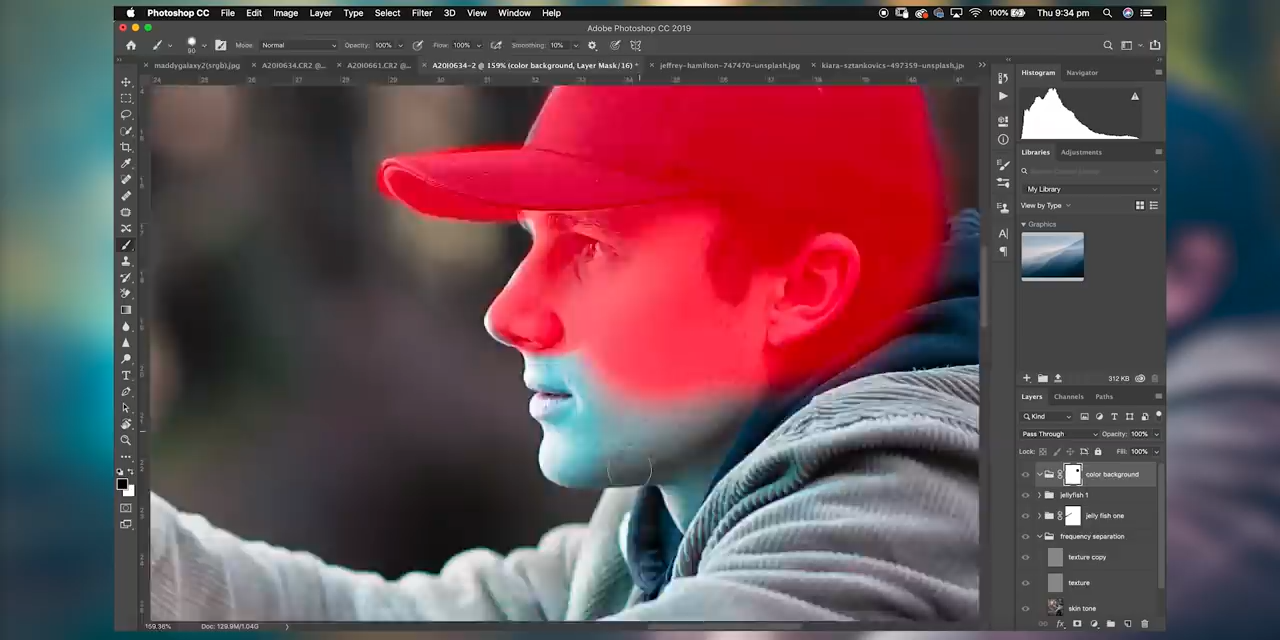 Photoshop CC File Edit Image Layer Type Select Filter 3D View Window Help 100% Thu 9:34 pm
Adobe Photoshop CC 2019
Mode: Normal Opacity: 100% Flow: 100% Smoothing: 10%
90
maddygalaxy2(srgb).jpg A20I0634.CR2 @... A20I0661.CR2 @... A20I0634-2 @ 159% (color background, Layer Mask/16) * jeffrey-hamilton-747470-unsplash.jpg kiara-sztankovics-497359-unsplash.jpg
Histogram Navigator
Libraries Adjustments
My Library
View by Type
Graphics
312 KB
Layers Channels Paths
Kind
Pass Through Opacity: 100%
Lock: Fill: 100%
color background
jellyfish 1
jelly fish one
frequency separation
texture copy
texture
skin tone
159.36% Doc: 129.9M/1.04G